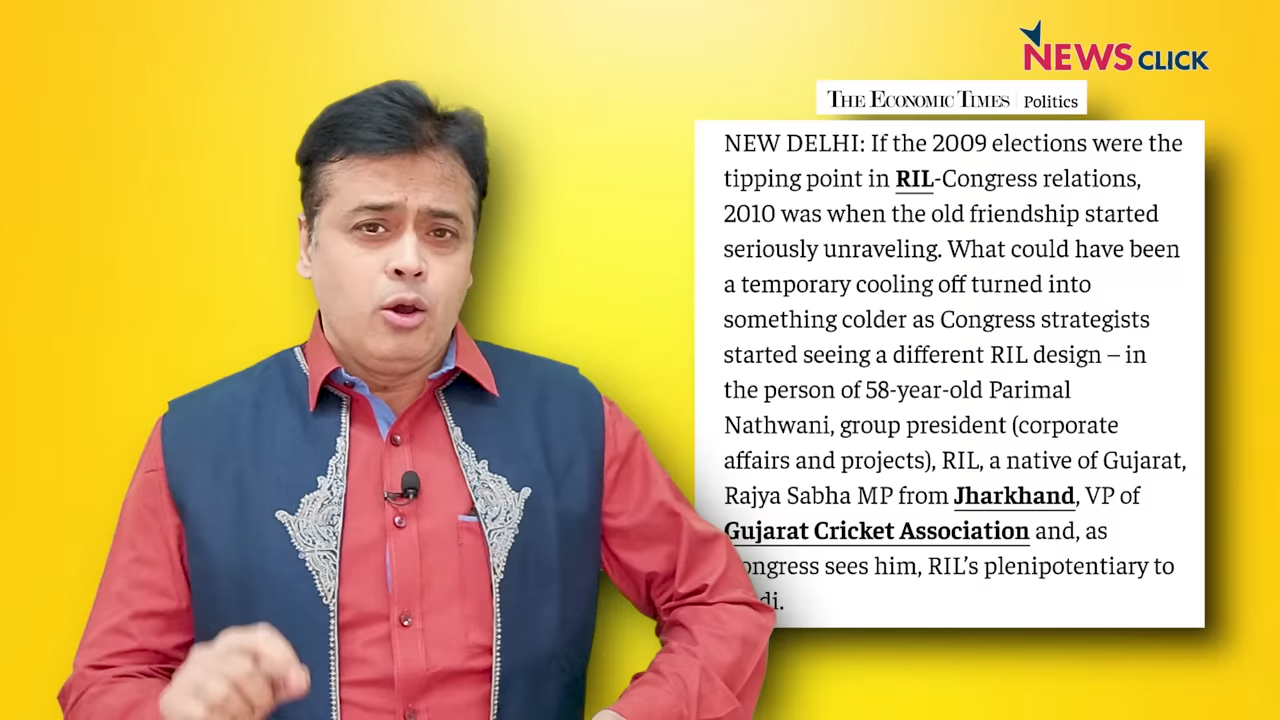 NEWS CLICK
THE ECONOMIC TIMES | Politics
NEW DELHI: If the 2009 elections were the
tipping point in RIL-Congress relations,
2010 was when the old friendship started
seriously unraveling. What could have been
a temporary cooling off turned into
something colder as Congress strategists
started seeing a different RIL design – in
the person of 58-year-old Parimal
Nathwani, group president (corporate
affairs and projects), RIL, a native of Gujarat,
Rajya Sabha MP from Jharkhand, VP of
Gujarat Cricket Association and, as
ongress sees him, RIL's plenipotentiary to
di.